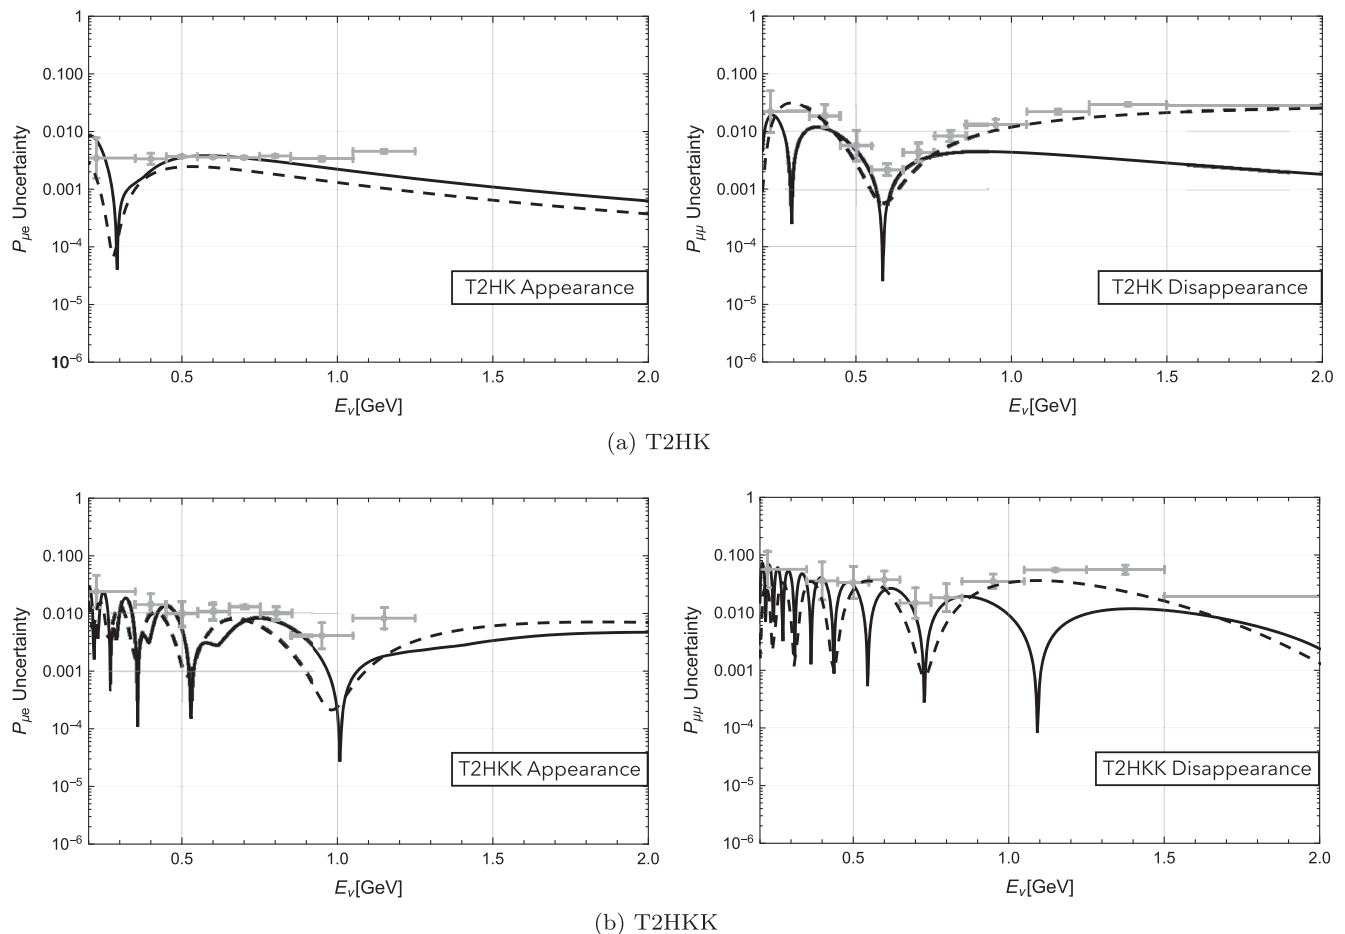 1
0.100
0.010
0.001
10⁻⁴
10⁻⁵
10⁻⁶
P_μe Uncertainty
T2HK Appearance
0.5 1.0 1.5 2.0
E_ν[GeV]
1
0.100
0.010
0.001
10⁻⁴
10⁻⁵
10⁻⁶
P_μμ Uncertainty
T2HK Disappearance
0.5 1.0 1.5 2.0
E_ν[GeV]
(a) T2HK
1
0.100
0.010
0.001
10⁻⁴
10⁻⁵
10⁻⁶
P_μe Uncertainty
T2HKK Appearance
0.5 1.0 1.5 2.0
E_ν[GeV]
1
0.100
0.010
0.001
10⁻⁴
10⁻⁵
10⁻⁶
P_μμ Uncertainty
T2HKK Disappearance
0.5 1.0 1.5 2.0
E_ν[GeV]
(b) T2HKK